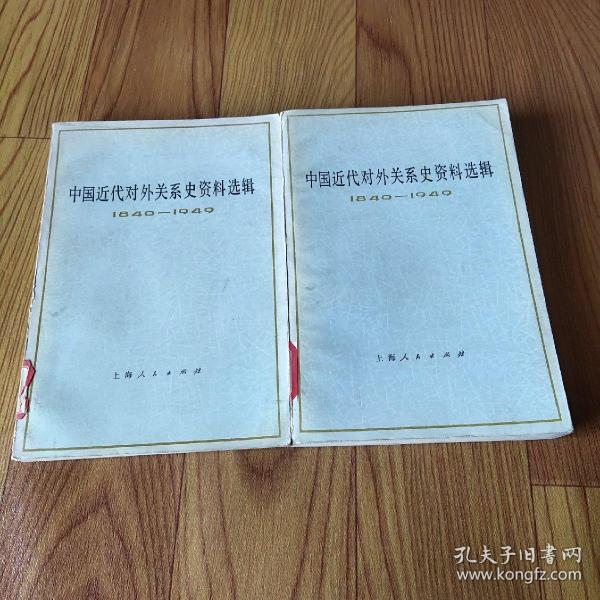 中国近代对外关系史资料选辑
1840—1949
上海人民出版社
中国近代对外关系史资料选辑
1840—1949
上海人民出版社
孔夫子旧书网
www.kongfz.com